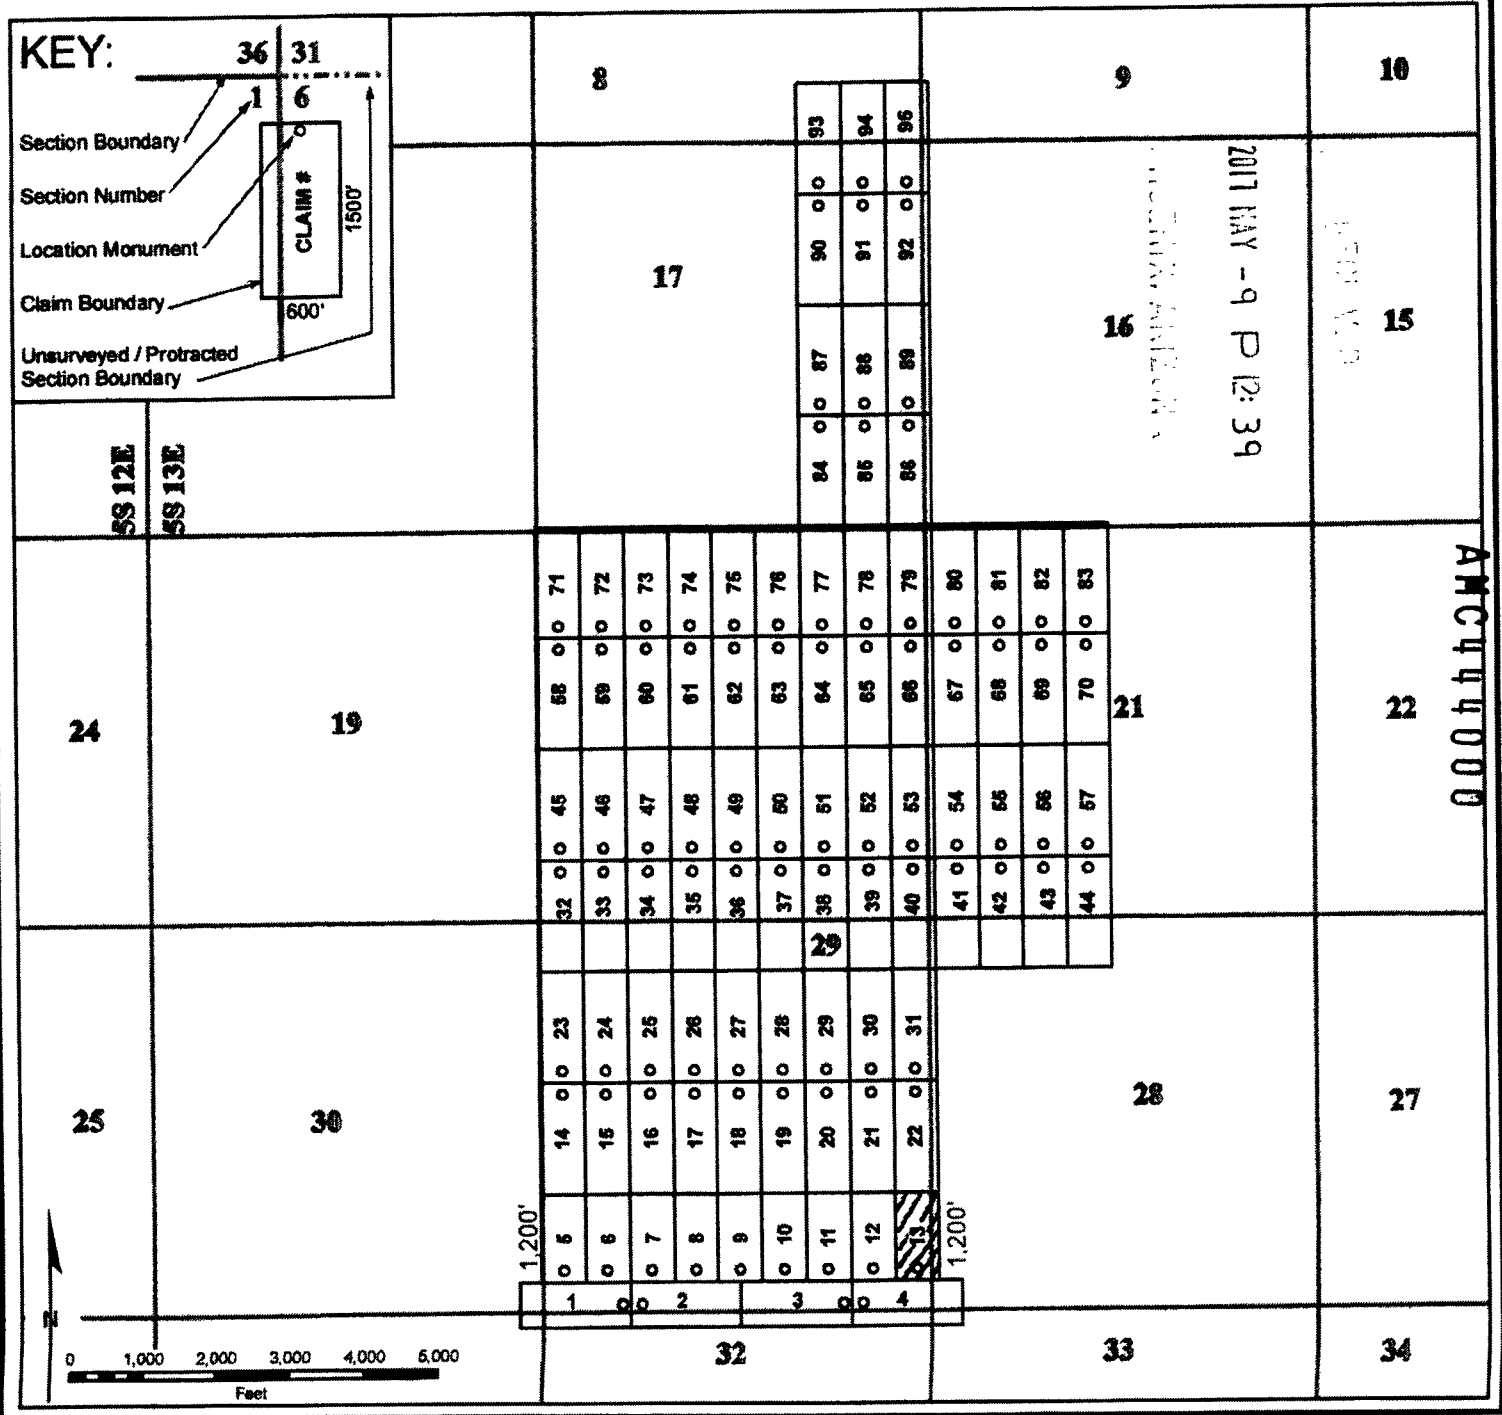 KEY:
36 31
1 6
Section Boundary
Section Number
Location Monument
Claim Boundary
Unsurveyed / Protracted
Section Boundary
CLAIM #
1500'
600'
8 9 10
93 94 95
17 16 15
90 91 92
87 88 89
84 85 86
2017 MAY -9 P 12: 39
5S 12E
5S 13E
AMC444000
71 72 73 74 75 76 77 78 79 80 81 82 83
58 59 60 61 62 63 64 65 66 67 68 69 70
24 19 21 22
45 46 47 48 49 50 51 52 53 54 55 56 57
32 33 34 35 36 37 38 39 40 41 42 43 44
29
23 24 25 26 27 28 29 30 31
25 30 28 27
14 15 16 17 18 19 20 21 22
1,200' 5 6 7 8 9 10 11 12 13 1,200'
1 2 3 4
N
32 33 34
0 1,000 2,000 3,000 4,000 5,000
Feet